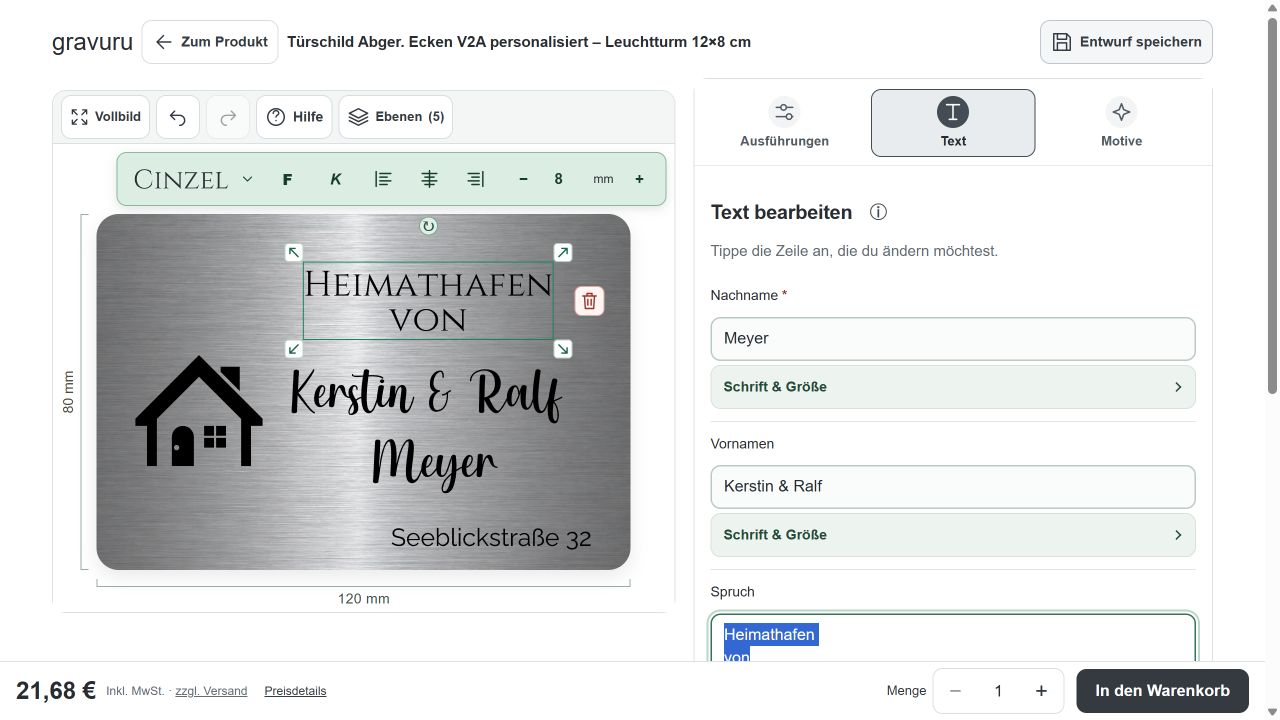 gravuru
Zum Produkt
Türschild Abger. Ecken V2A personalisiert – Leuchtturm 12×8 cm
Entwurf speichern
Vollbild
Hilfe
Ebenen (5)
Ausführungen
Text
Motive
Cinzel
F
K
− 8 mm +
Heimathafen
von
Kerstin & Ralf
Meyer
Seeblickstraße 32
80 mm
120 mm
Text bearbeiten
Tippe die Zeile an, die du ändern möchtest.
Nachname *
Meyer
Schrift & Größe
Vornamen
Kerstin & Ralf
Schrift & Größe
Spruch
Heimathafen
von
21,68 €
Inkl. MwSt. · zzgl. Versand
Preisdetails
Menge
− 1 +
In den Warenkorb